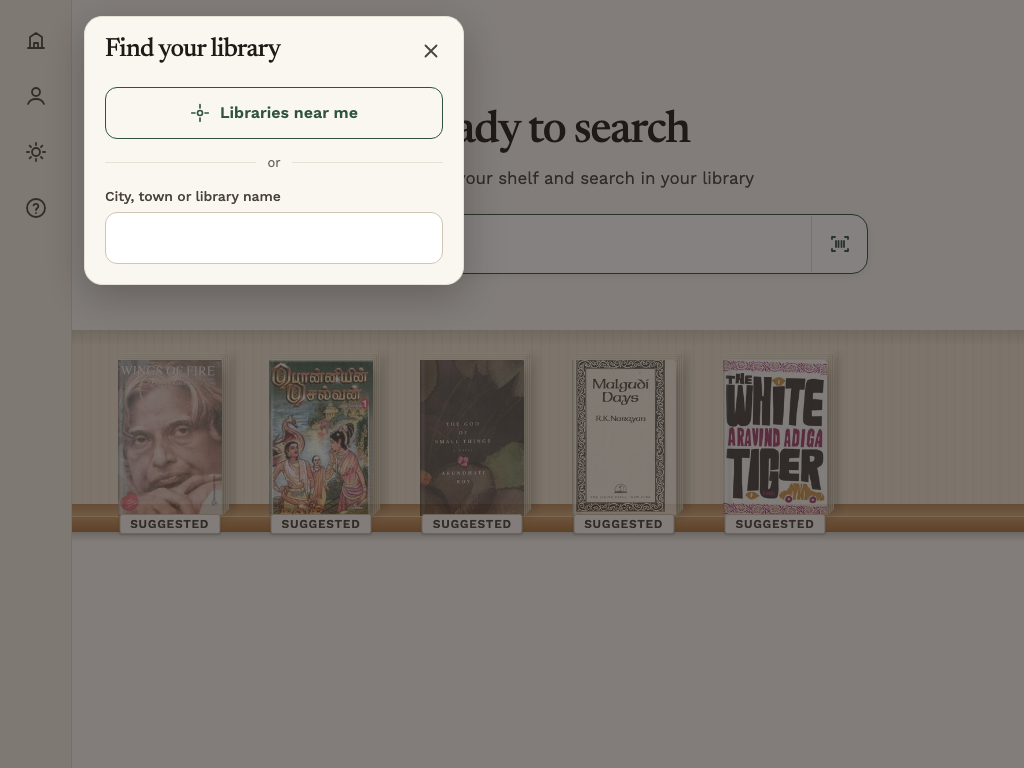 Find your library
Libraries near me
or
City, town or library name
ady to search
your shelf and search in your library
WINGS OF FIRE
பொன்னியின்
செல்வன்
1
THE GOD
OF
SMALL THINGS
ARUNDHATI
ROY
Malgudi
Days
R.K.Narayan
THE
WHITE
ARAVIND ADIGA
TIGER
SUGGESTED
SUGGESTED
SUGGESTED
SUGGESTED
SUGGESTED